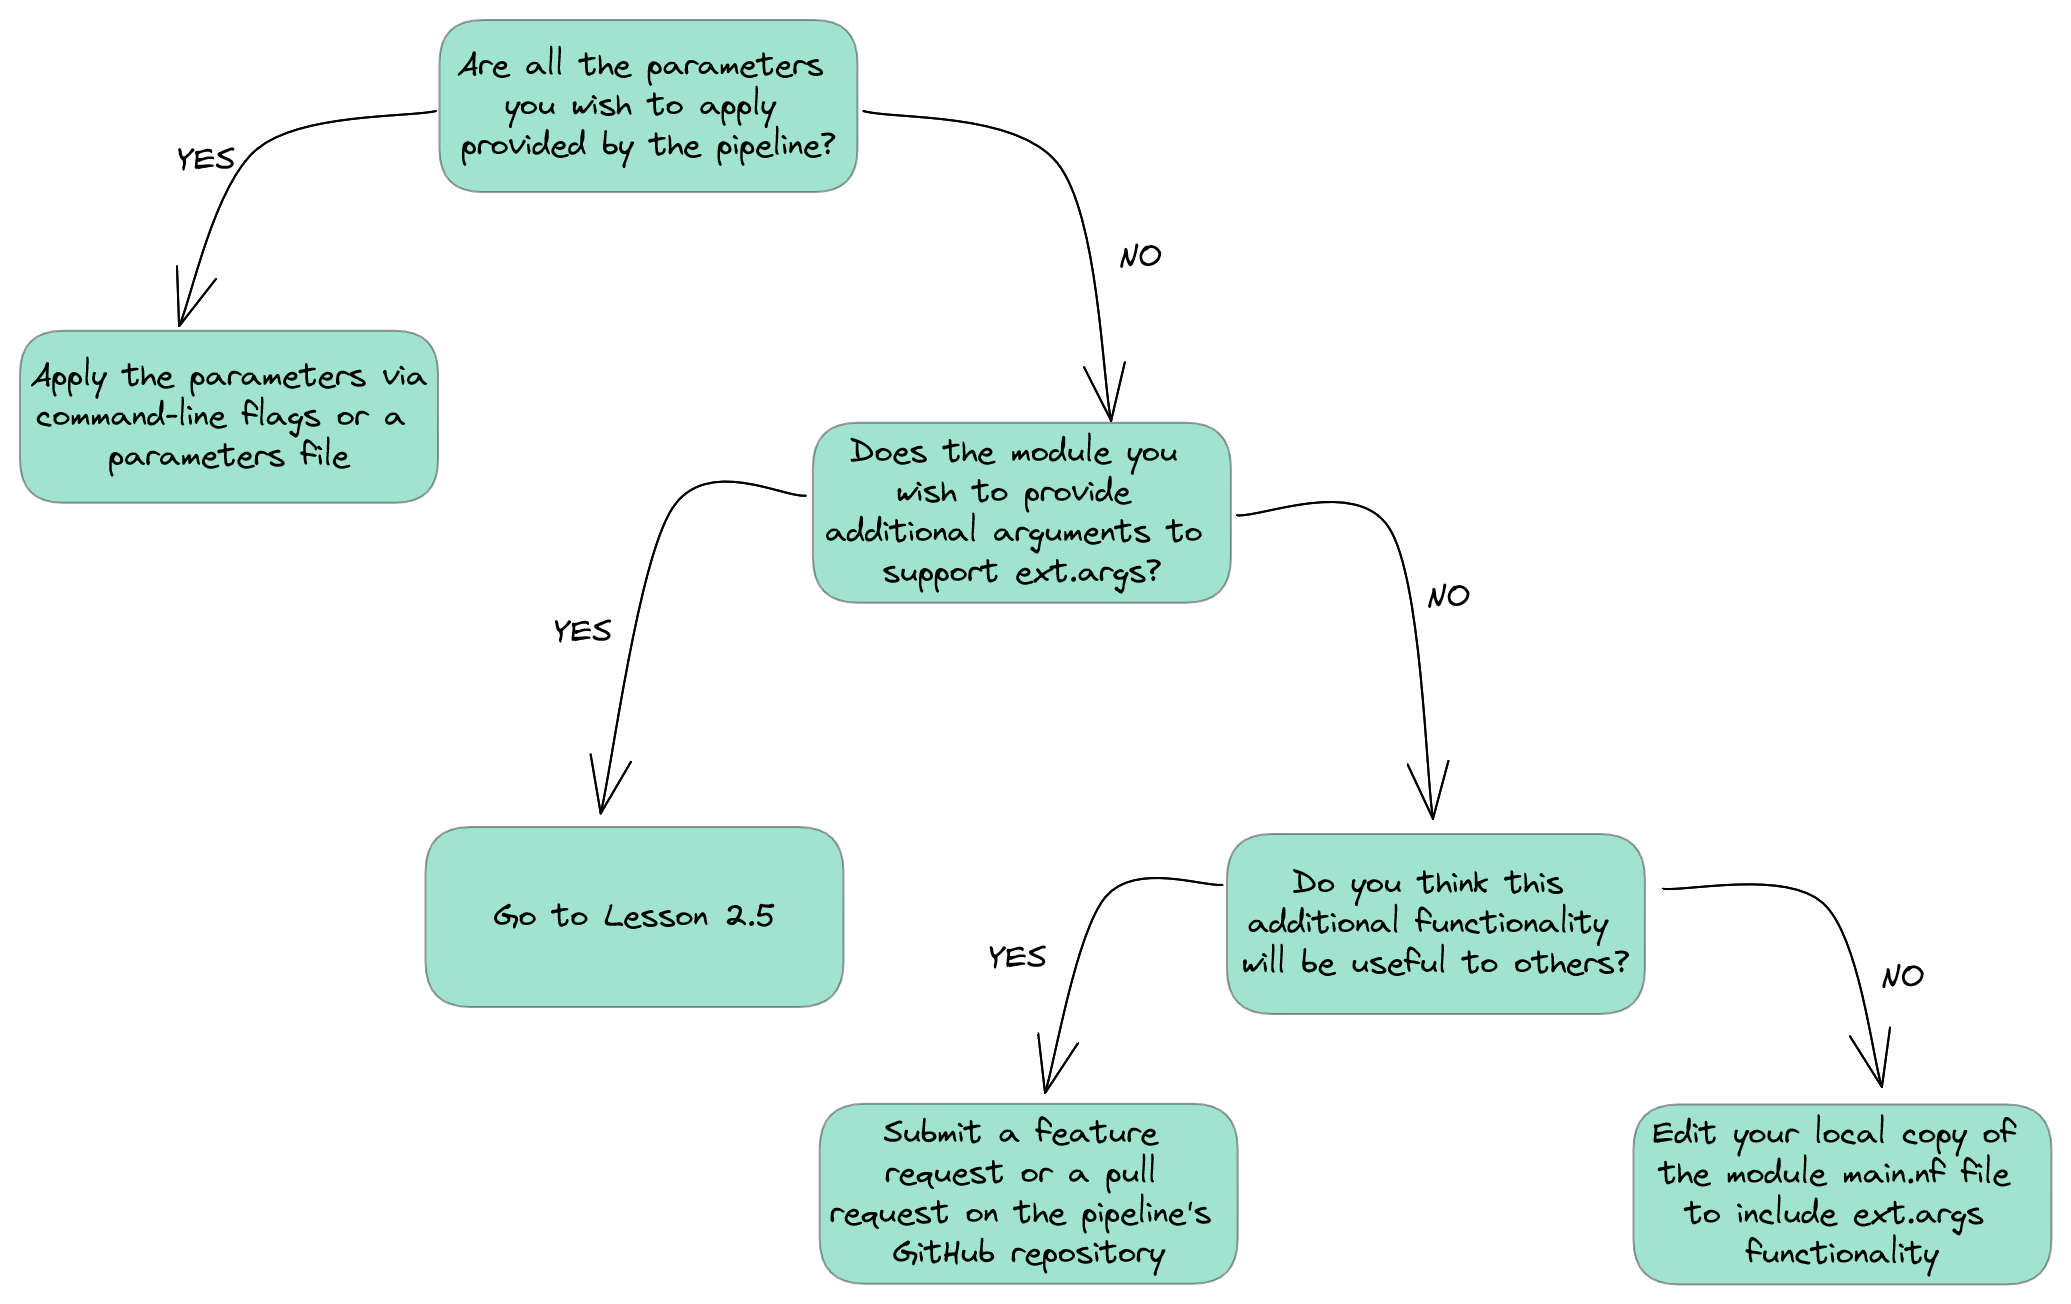 Are all the parameters
you wish to apply
provided by the pipeline?
YES
NO
Apply the parameters via
command-line flags or a
parameters file
Does the module you
wish to provide
additional arguments to
support ext.args?
YES
NO
Go to Lesson 2.5
Do you think this
additional functionality
will be useful to others?
YES
NO
Submit a feature
request or a pull
request on the pipeline's
GitHub repository
Edit your local copy of
the module main.nf file
to include ext.args
functionality